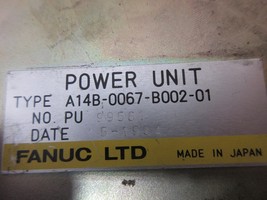 POWER UNIT
TYPE A14B-0067-B002-01
NO. PU
DATE
FANUC LTD MADE IN JAPAN